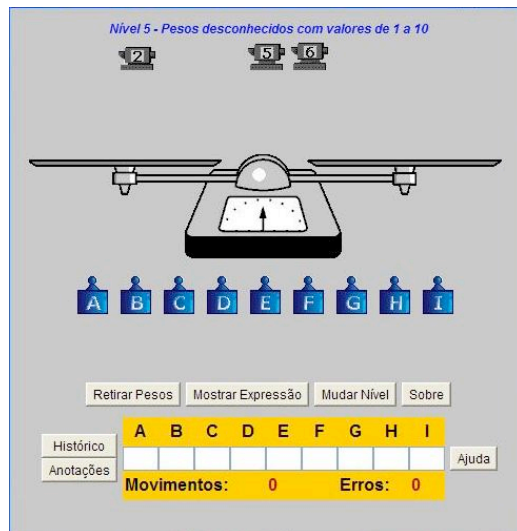 Nível 5 - Pesos desconhecidos com valores de 1 a 10
2 5 6
A B C D E F G H I
Retirar Pesos Mostrar Expressão Mudar Nível Sobre
A B C D E F G H I
Histórico
Ajuda
Anotações
Movimentos: 0 Erros: 0